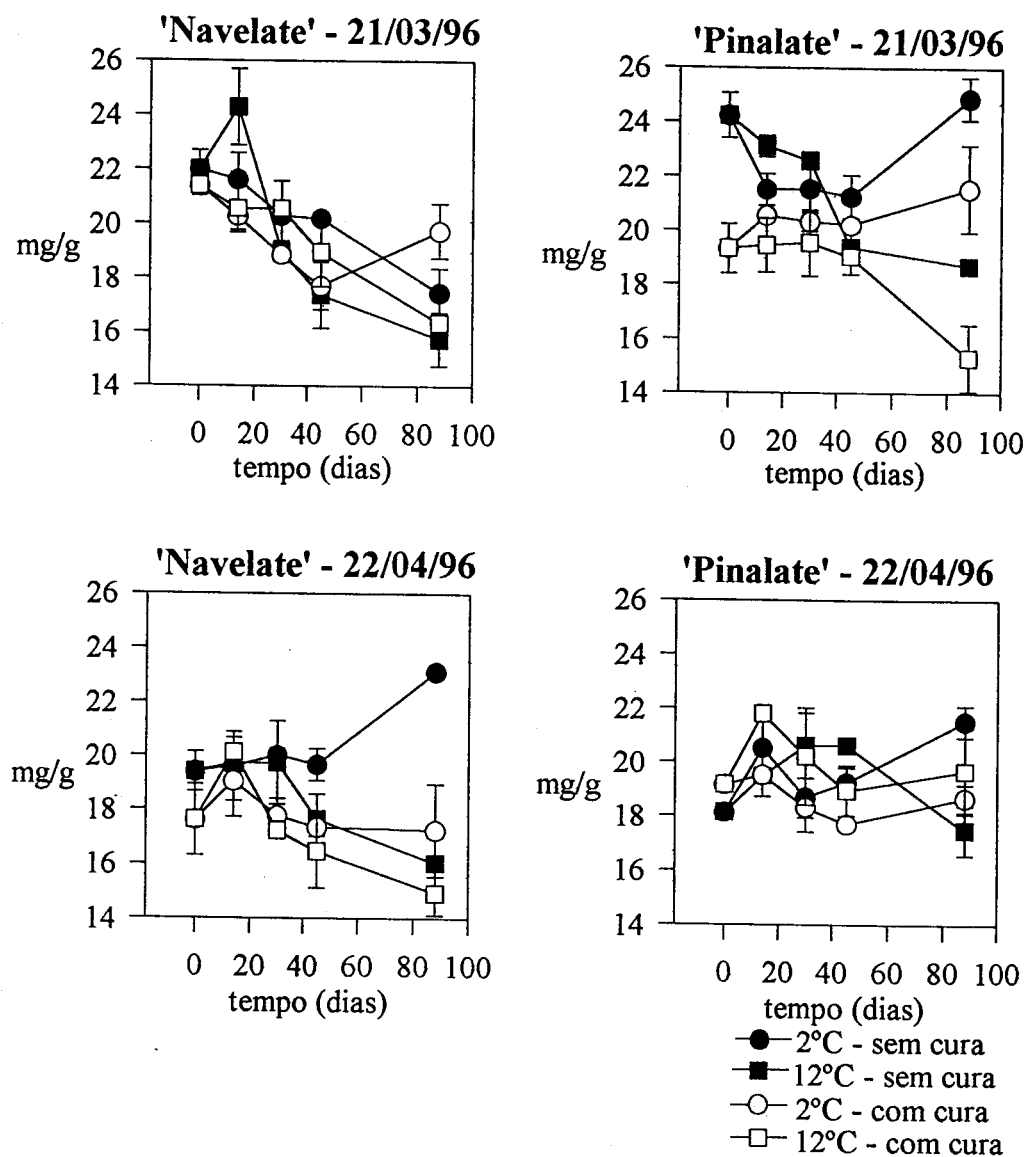 'Navelate' - 21/03/96
26
24
22
20
18
16
14
mg/g
0 20 40 60 80 100
tempo (dias)
'Pinalate' - 21/03/96
26
24
22
20
18
16
14
mg/g
0 20 40 60 80 100
tempo (dias)
'Navelate' - 22/04/96
26
24
22
20
18
16
14
mg/g
0 20 40 60 80 100
tempo (dias)
'Pinalate' - 22/04/96
26
24
22
20
18
16
14
mg/g
0 20 40 60 80 100
tempo (dias)
2°C - sem cura
12°C - sem cura
2°C - com cura
12°C - com cura